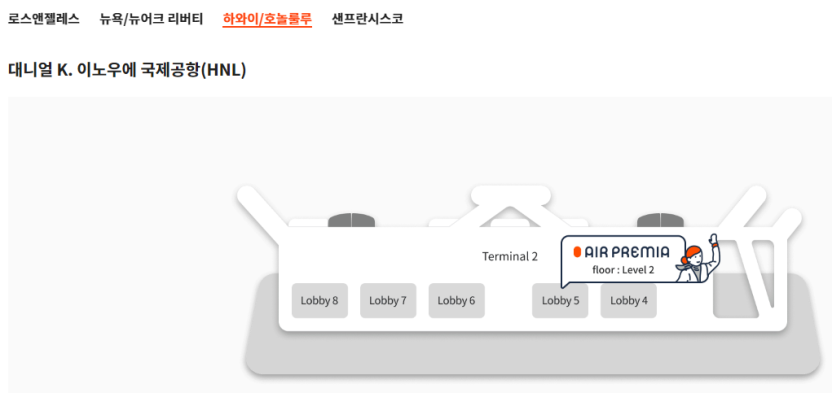 로스앤젤레스 뉴욕/뉴어크 리버티 하와이/호놀룰루 샌프란시스코
대니얼 K. 이노우에 국제공항(HNL)
Terminal 2
AIR PREMIA
floor : Level 2
Lobby 8 Lobby 7 Lobby 6 Lobby 5 Lobby 4